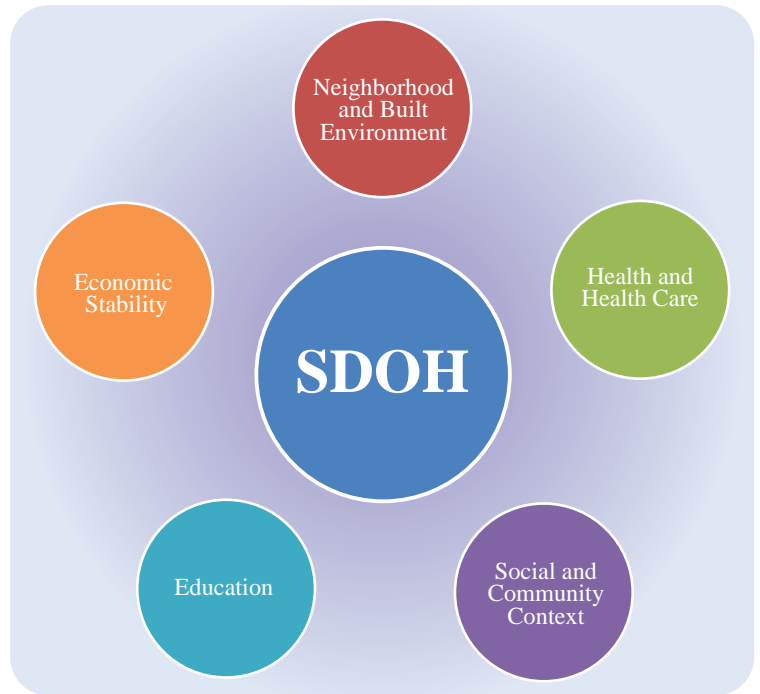 Neighborhood
and Built
Environment
Economic
Stability
Health and
Health Care
SDOH
Education
Social and
Community
Context